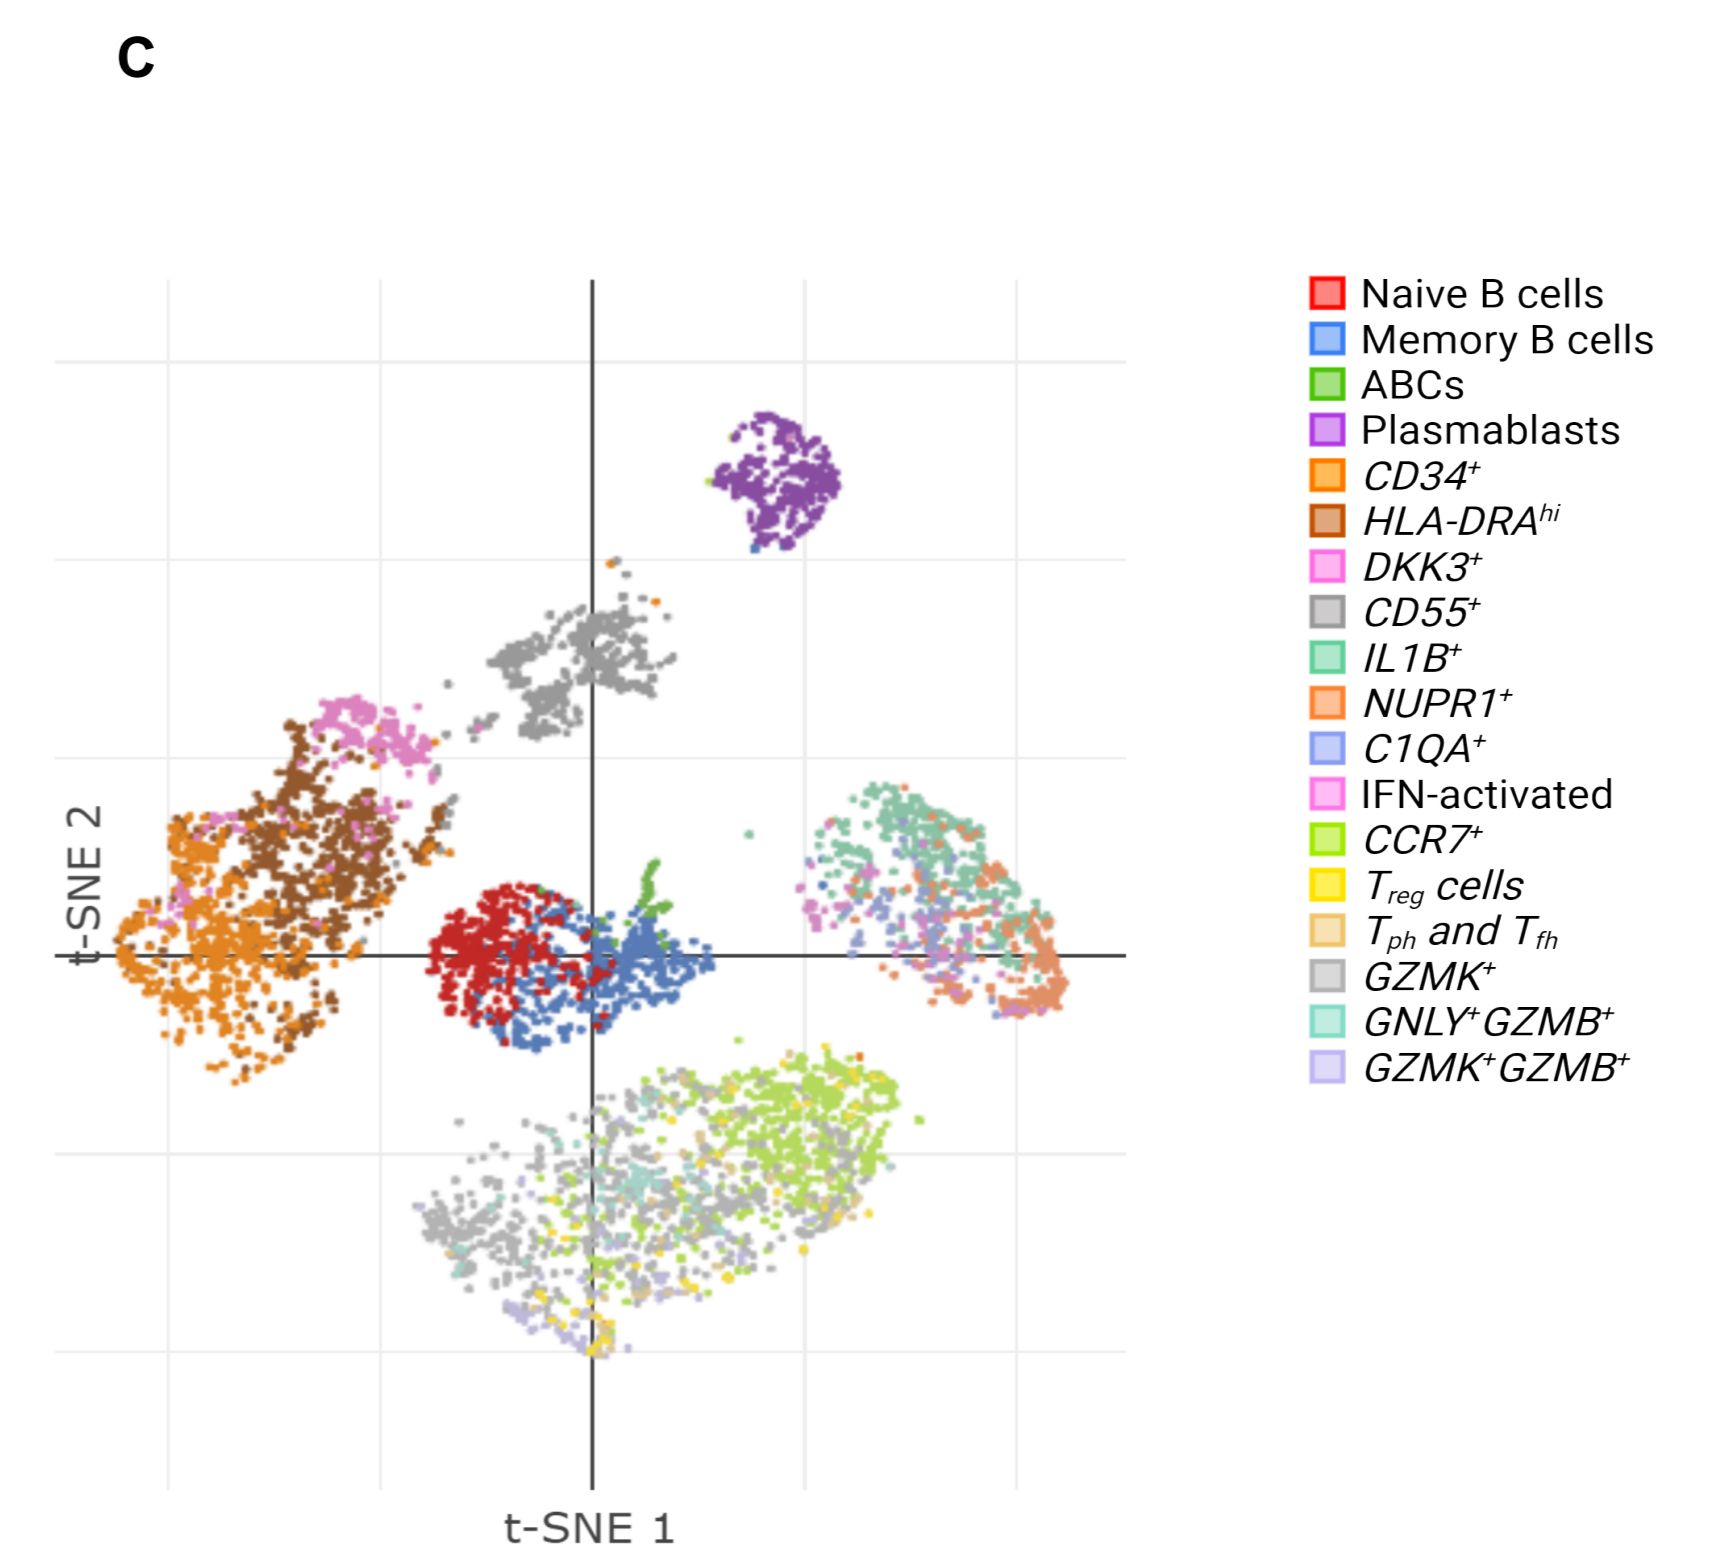 C
Naive B cells
Memory B cells
ABCs
Plasmablasts
CD34⁺
HLA-DRAʰⁱ
DKK3⁺
CD55⁺
IL1B⁺
NUPR1⁺
C1QA⁺
IFN-activated
CCR7⁺
Treg cells
Tph and Tfh
GZMK⁺
GNLY⁺GZMB⁺
GZMK⁺GZMB⁺
t-SNE 2
t-SNE 1